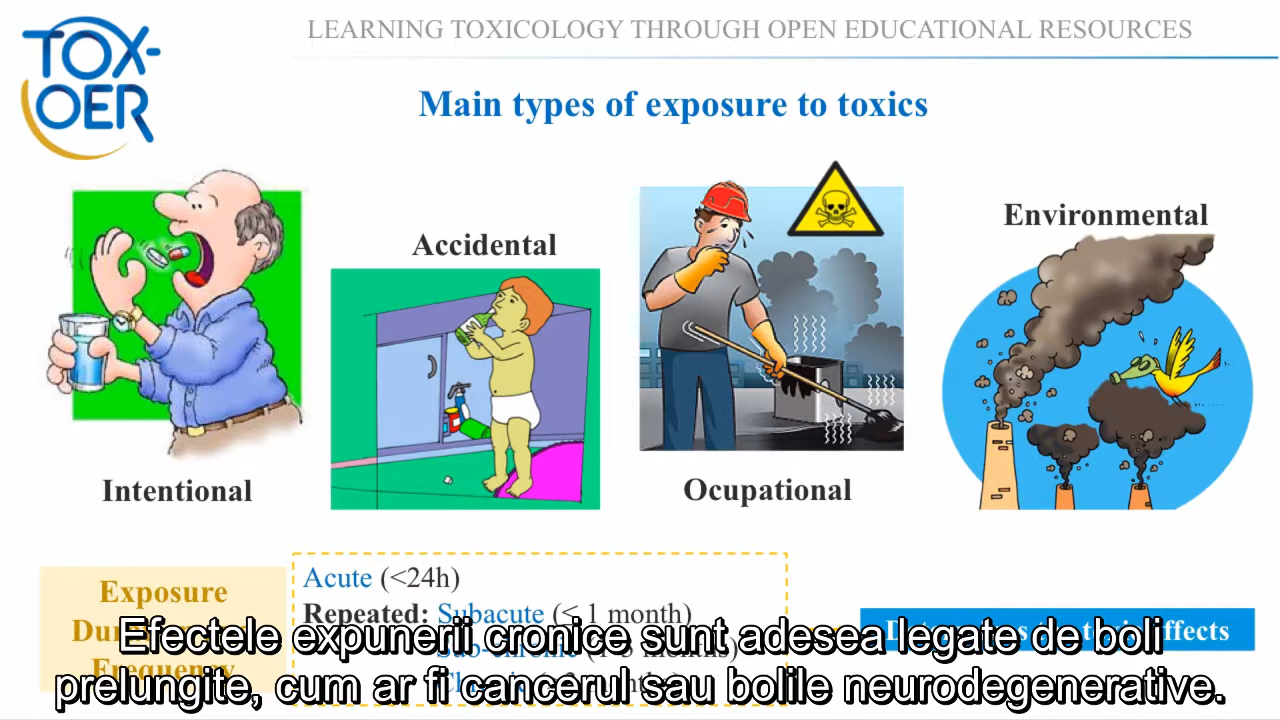 TOX-
OER
LEARNING TOXICOLOGY THROUGH OPEN EDUCATIONAL RESOURCES
Main types of exposure to toxics
Intentional
Accidental
Ocupational
Environmental
Exposure
Frequency
Acute (<24h)
Repeated: Subacute (≤ 1 month)
Efectele expunerii cronice sunt adesea legate de boli
prelungite, cum ar fi cancerul sau bolile neurodegenerative.